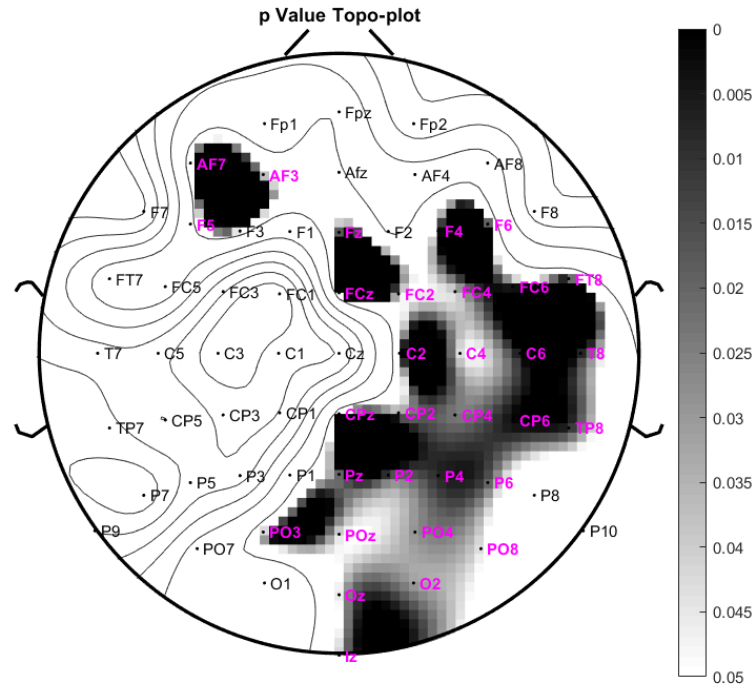 p Value Topo-plot
Fpz
Fp1 Fp2
AF7 AF3 Afz AF4 AF8
F7 F8
F5 F3 F1 Fz F2 F4 F6
FT7 FC5 FC3 FC1 FCz FC2 FC4 FC6 FT8
T7 C5 C3 C1 Cz C2 C4 C6 T8
TP7 CP5 CP3 CP1 CPz CP2 CP4 CP6 TP8
P7 P5 P3 P1 Pz P2 P4 P6 P8
P9 PO7 PO3 POz PO4 PO8 P10
O1 Oz O2
Iz
0
0.005
0.01
0.015
0.02
0.025
0.03
0.035
0.04
0.045
0.05